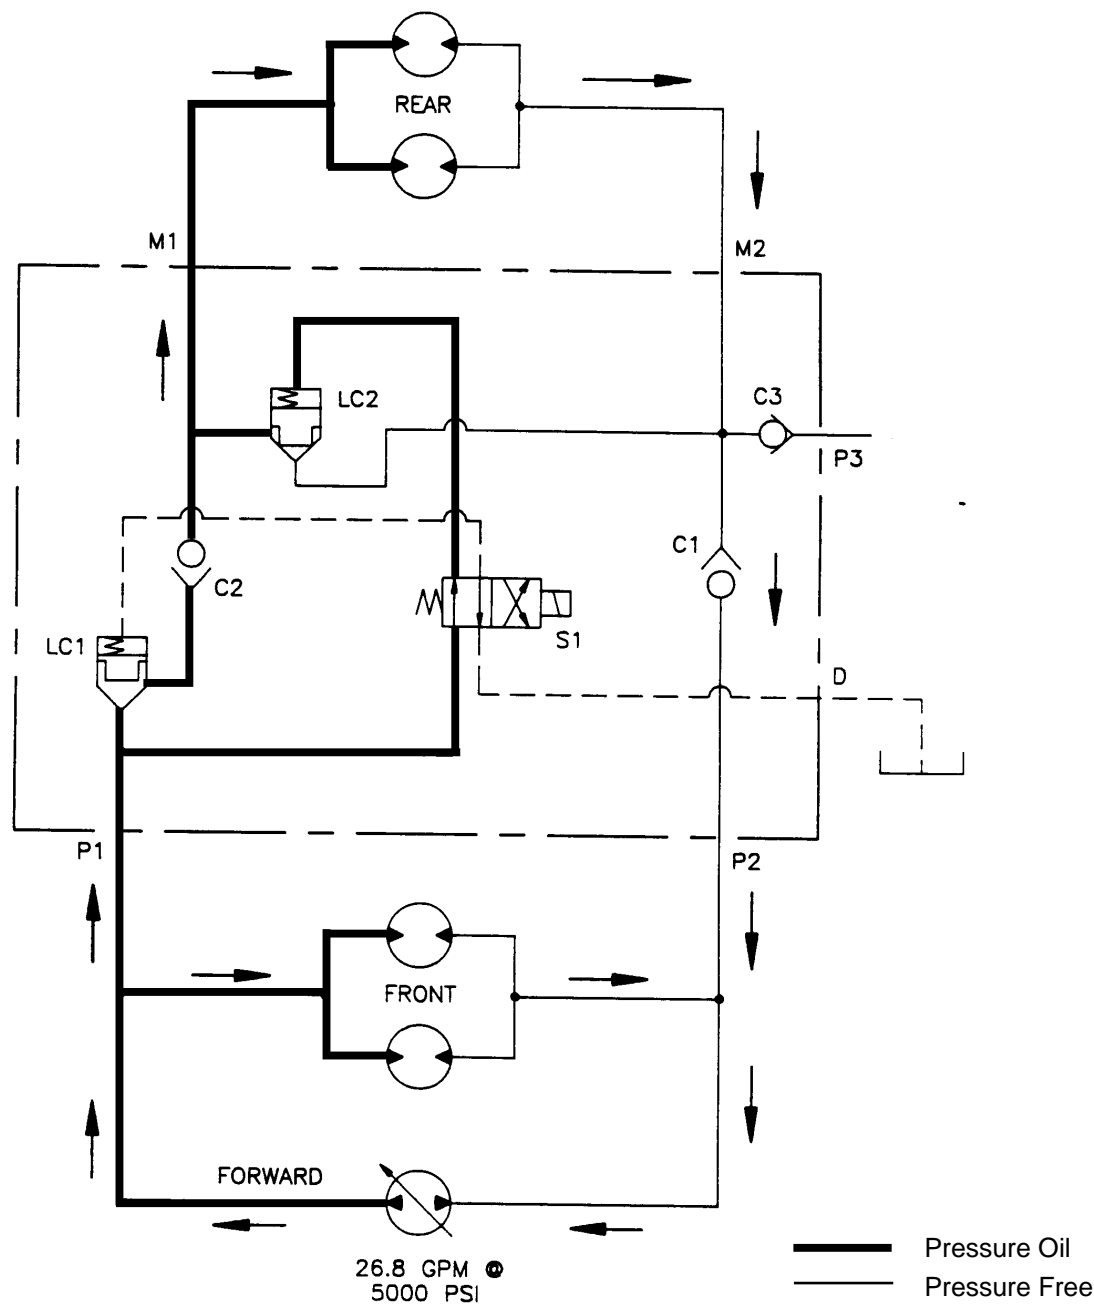 REAR
M1
M2
LC2
C3
P3
C1
C2
LC1
S1
D
P1
P2
FRONT
FORWARD
26.8 GPM @
5000 PSI
Pressure Oil
Pressure Free